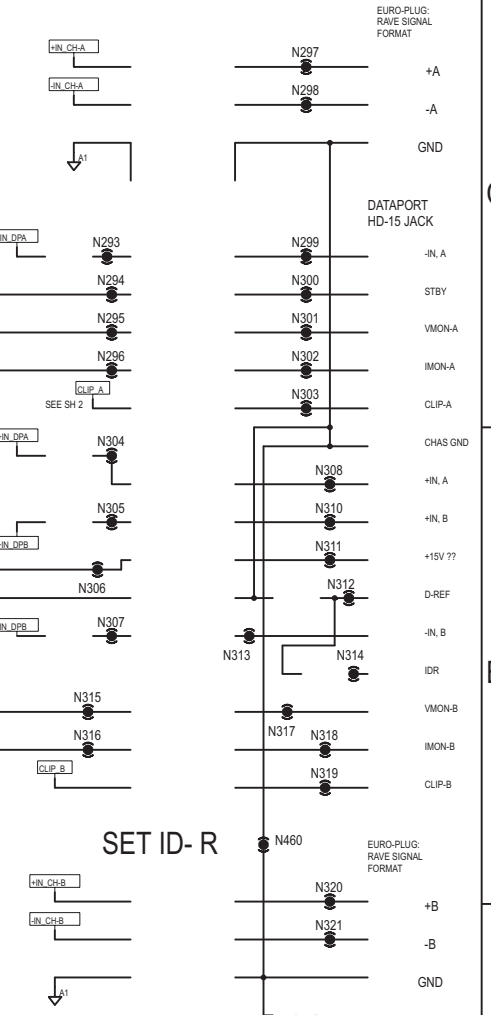 EURO-PLUG:
RAVE SIGNAL
FORMAT
+IN_CH-A
N297
+A
-IN_CH-A
N298
-A
A1
GND
DATAPORT
HD-15 JACK
IN_DPA
N293
N299
-IN, A
N294
N300
STBY
N295
N301
VMON-A
N296
N302
IMON-A
CLIP_A
SEE SH 2
N303
CLIP-A
+IN_DPA
N304
CHAS GND
N308
+IN, A
N305
N310
+IN, B
+IN_DPB
N311
+15V ??
N306
N312
D-REF
IN_DPB
N307
N313
-IN, B
N314
IDR
N315
N317
VMON-B
N316
N318
IMON-B
CLIP_B
N319
CLIP-B
SET ID- R
N460
EURO-PLUG:
RAVE SIGNAL
FORMAT
+IN_CH-B
N320
+B
-IN_CH-B
N321
-B
A1
GND